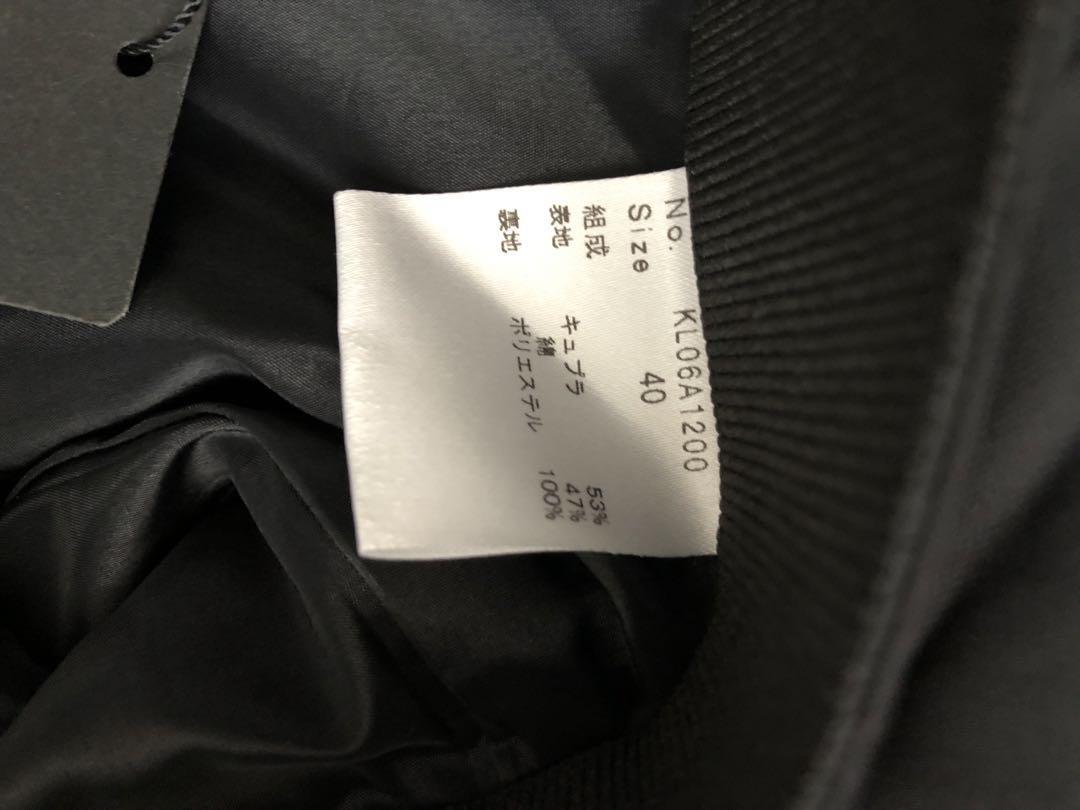 No. KL06A1200
Size 40
組成
表地 キュプラ 53%
綿 47%
裏地 ポリエステル 100%